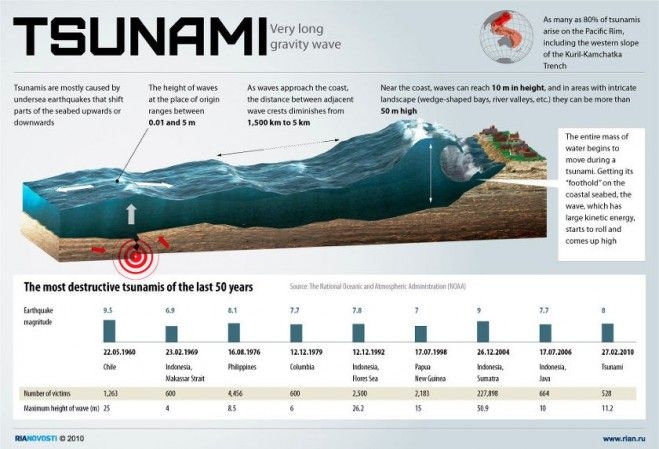 TSUNAMI
Very long
gravity wave
As many as 80% of tsunamis
arise on the Pacific Rim,
including the western slope
of the Kuril-Kamchatka
Trench
Tsunamis are mostly caused by
undersea earthquakes that shift
parts of the seabed upwards or
downwards
The height of waves
at the place of origin
ranges between
0.01 and 5 m
As waves approach the coast,
the distance between adjacent
wave crests diminishes from
1,500 km to 5 km
Near the coast, waves can reach 10 m in height, and in areas with intricate
landscape (wedge-shaped bays, river valleys, etc.) they can be more than
50 m high
The entire mass of
water begins to
move during a
tsunami. Getting its
"foothold" on the
coastal seabed, the
wave, which has
large kinetic energy,
starts to roll and
comes up high
The most destructive tsunamis of the last 50 years
Source: The National Oceanic and Atmospheric Administration (NOAA)
Earthquake
magnitude
9.5 6.9 8.1 7.7 7.8 7 9 7.7 8
22.05.1960 23.02.1969 16.08.1976 12.12.1979 12.12.1992 17.07.1998 26.12.2004 17.07.2006 27.02.2010
Chile Indonesia, Philippines Columbia Indonesia, Papua Indonesia, Indonesia, Tsunami
Makassar Strait Flores Sea New Guinea Sumatra Java
Number of victims 1,263 600 4,456 600 2,500 2,183 227,898 664 528
Maximum height of wave (m) 25 4 8.5 6 26.2 15 50.9 10 11.2
RIANOVOSTI © 2010
www.rian.ru